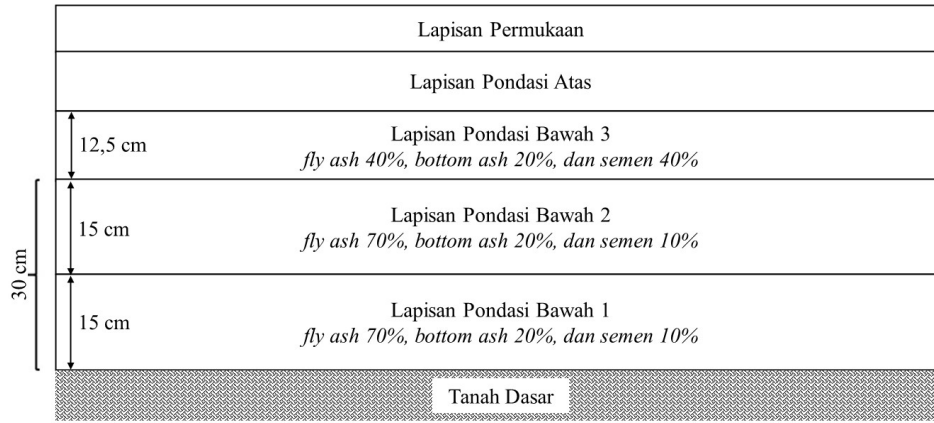 Lapisan Permukaan
Lapisan Pondasi Atas
12,5 cm
Lapisan Pondasi Bawah 3
fly ash 40%, bottom ash 20%, dan semen 40%
30 cm
15 cm
Lapisan Pondasi Bawah 2
fly ash 70%, bottom ash 20%, dan semen 10%
15 cm
Lapisan Pondasi Bawah 1
fly ash 70%, bottom ash 20%, dan semen 10%
Tanah Dasar